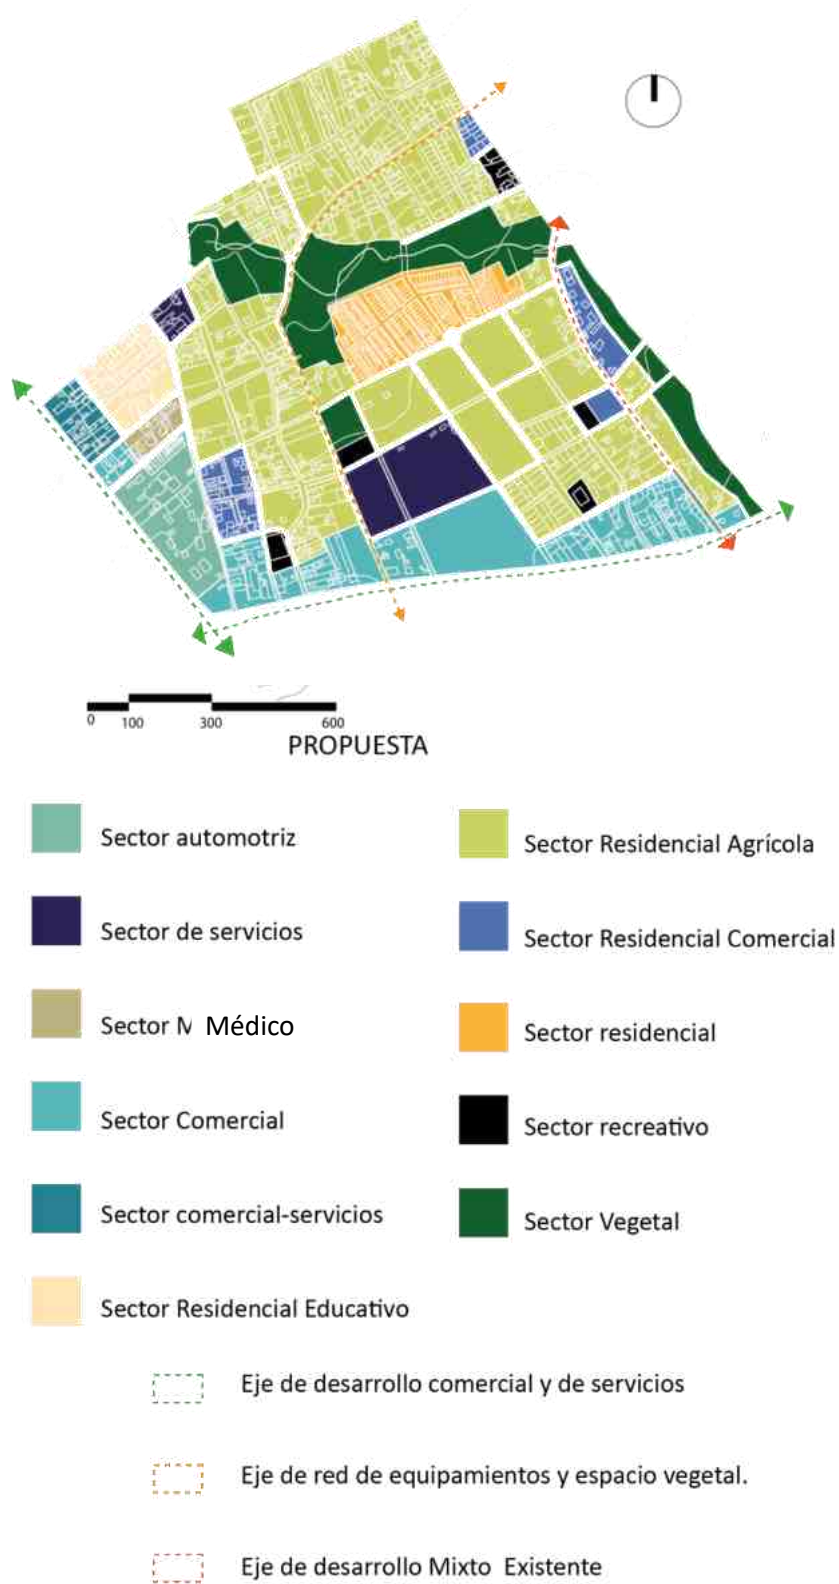 0 100 300 600
PROPUESTA
Sector automotriz
Sector Residencial Agrícola
Sector de servicios
Sector Residencial Comercial
Sector M Médico
Sector residencial
Sector Comercial
Sector recreativo
Sector comercial-servicios
Sector Vegetal
Sector Residencial Educativo
Eje de desarrollo comercial y de servicios
Eje de red de equipamientos y espacio vegetal.
Eje de desarrollo Mixto Existente